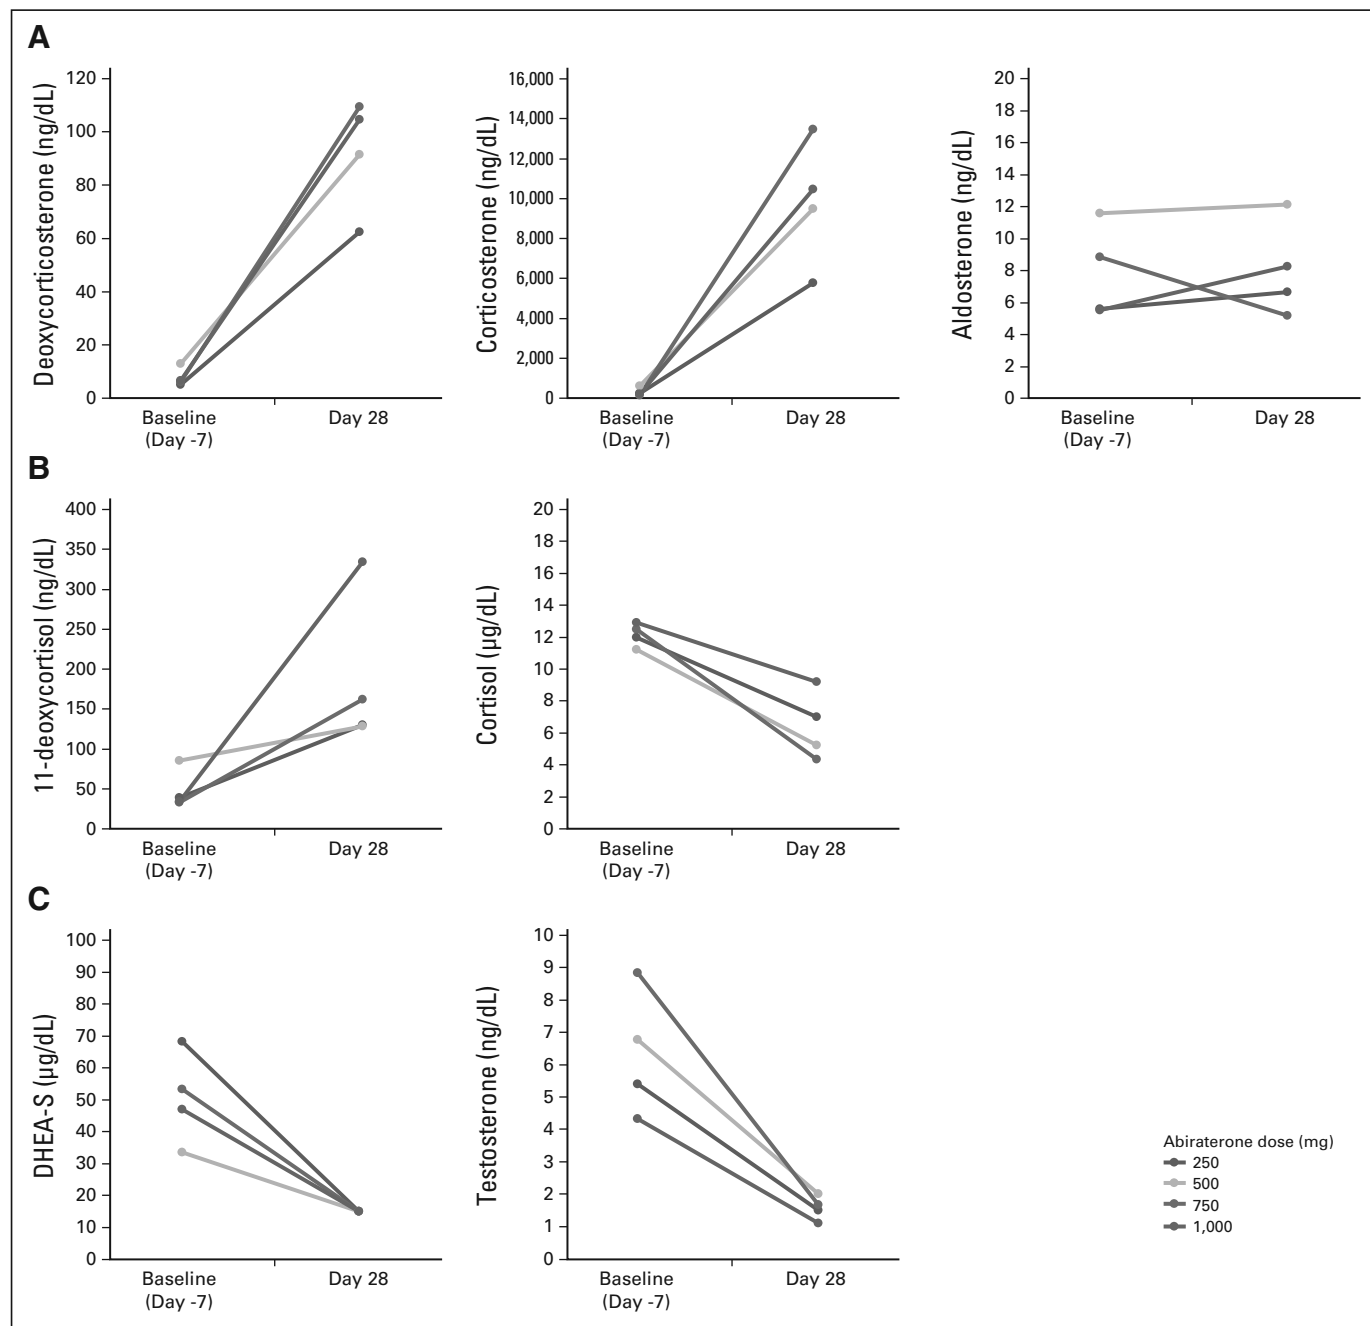 A
Deoxycorticosterone (ng/dL)
120
100
80
60
40
20
0
Baseline
(Day -7)
Day 28
Corticosterone (ng/dL)
16,000
14,000
12,000
10,000
8,000
6,000
4,000
2,000
0
Baseline
(Day -7)
Day 28
Aldosterone (ng/dL)
20
18
16
14
12
10
8
6
4
2
0
Baseline
(Day -7)
Day 28
B
11-deoxycortisol (ng/dL)
400
350
300
250
200
150
100
50
0
Baseline
(Day -7)
Day 28
Cortisol (µg/dL)
20
18
16
14
12
10
8
6
4
2
0
Baseline
(Day -7)
Day 28
C
DHEA-S (µg/dL)
100
90
80
70
60
50
40
30
20
10
0
Baseline
(Day -7)
Day 28
Testosterone (ng/dL)
10
9
8
7
6
5
4
3
2
1
0
Baseline
(Day -7)
Day 28
Abiraterone dose (mg)
250
500
750
1,000